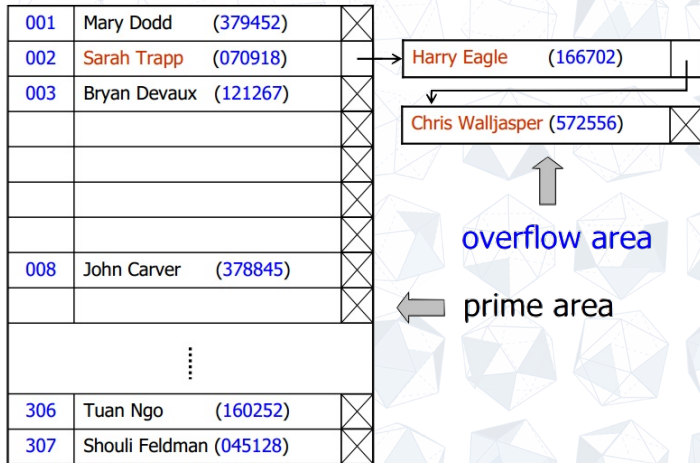 001 Mary Dodd (379452)
002 Sarah Trapp (070918)
Harry Eagle (166702)
003 Bryan Devaux (121267)
Chris Walljasper (572556)
overflow area
008 John Carver (378845)
prime area
306 Tuan Ngo (160252)
307 Shouli Feldman (045128)